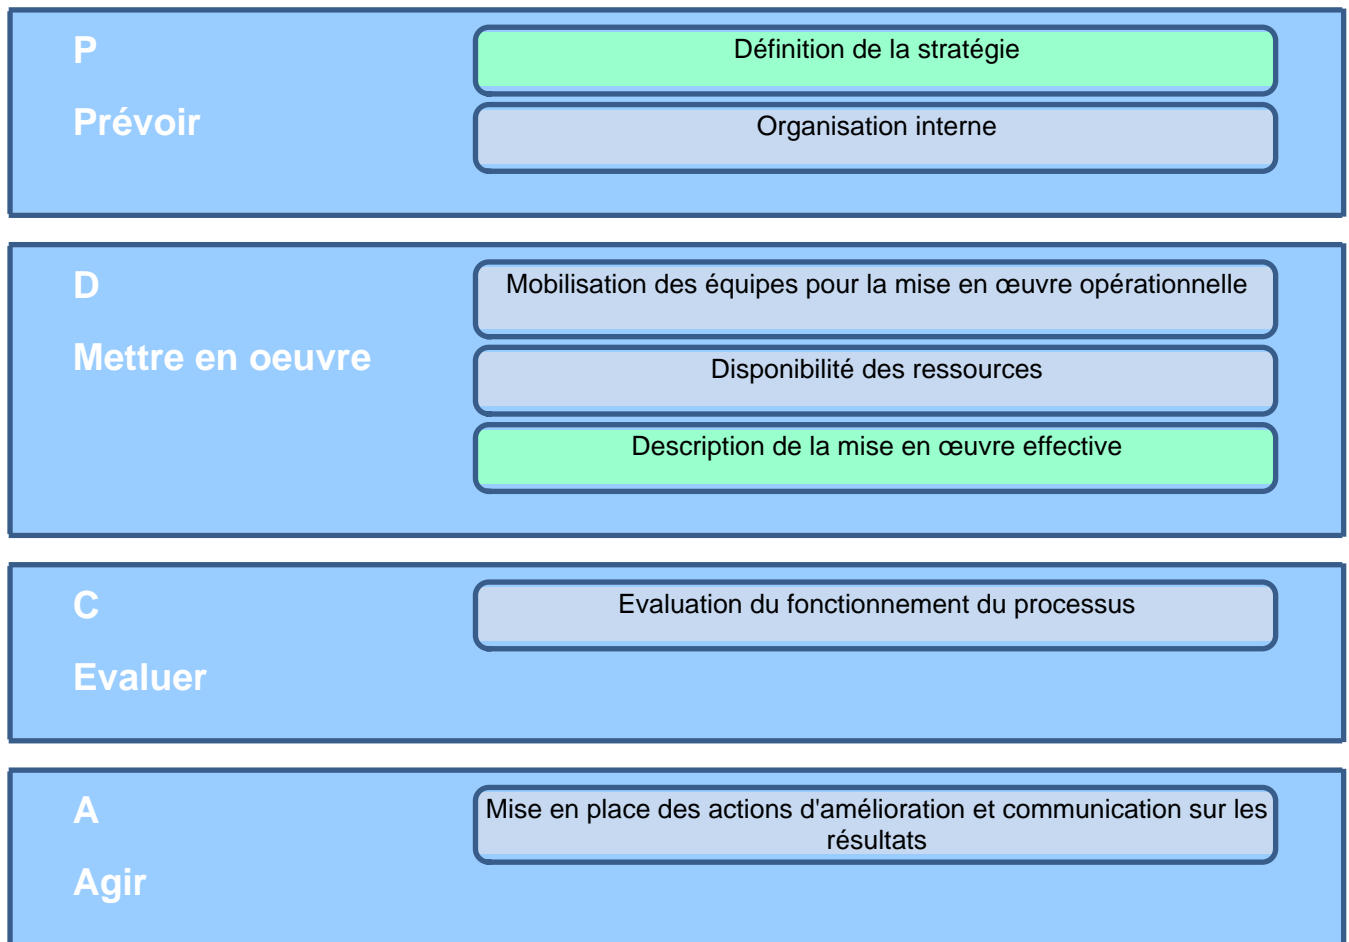 P
Prévoir
Définition de la stratégie
Organisation interne
D
Mettre en oeuvre
Mobilisation des équipes pour la mise en œuvre opérationnelle
Disponibilité des ressources
Description de la mise en œuvre effective
C
Evaluer
Evaluation du fonctionnement du processus
A
Agir
Mise en place des actions d'amélioration et communication sur les
résultats